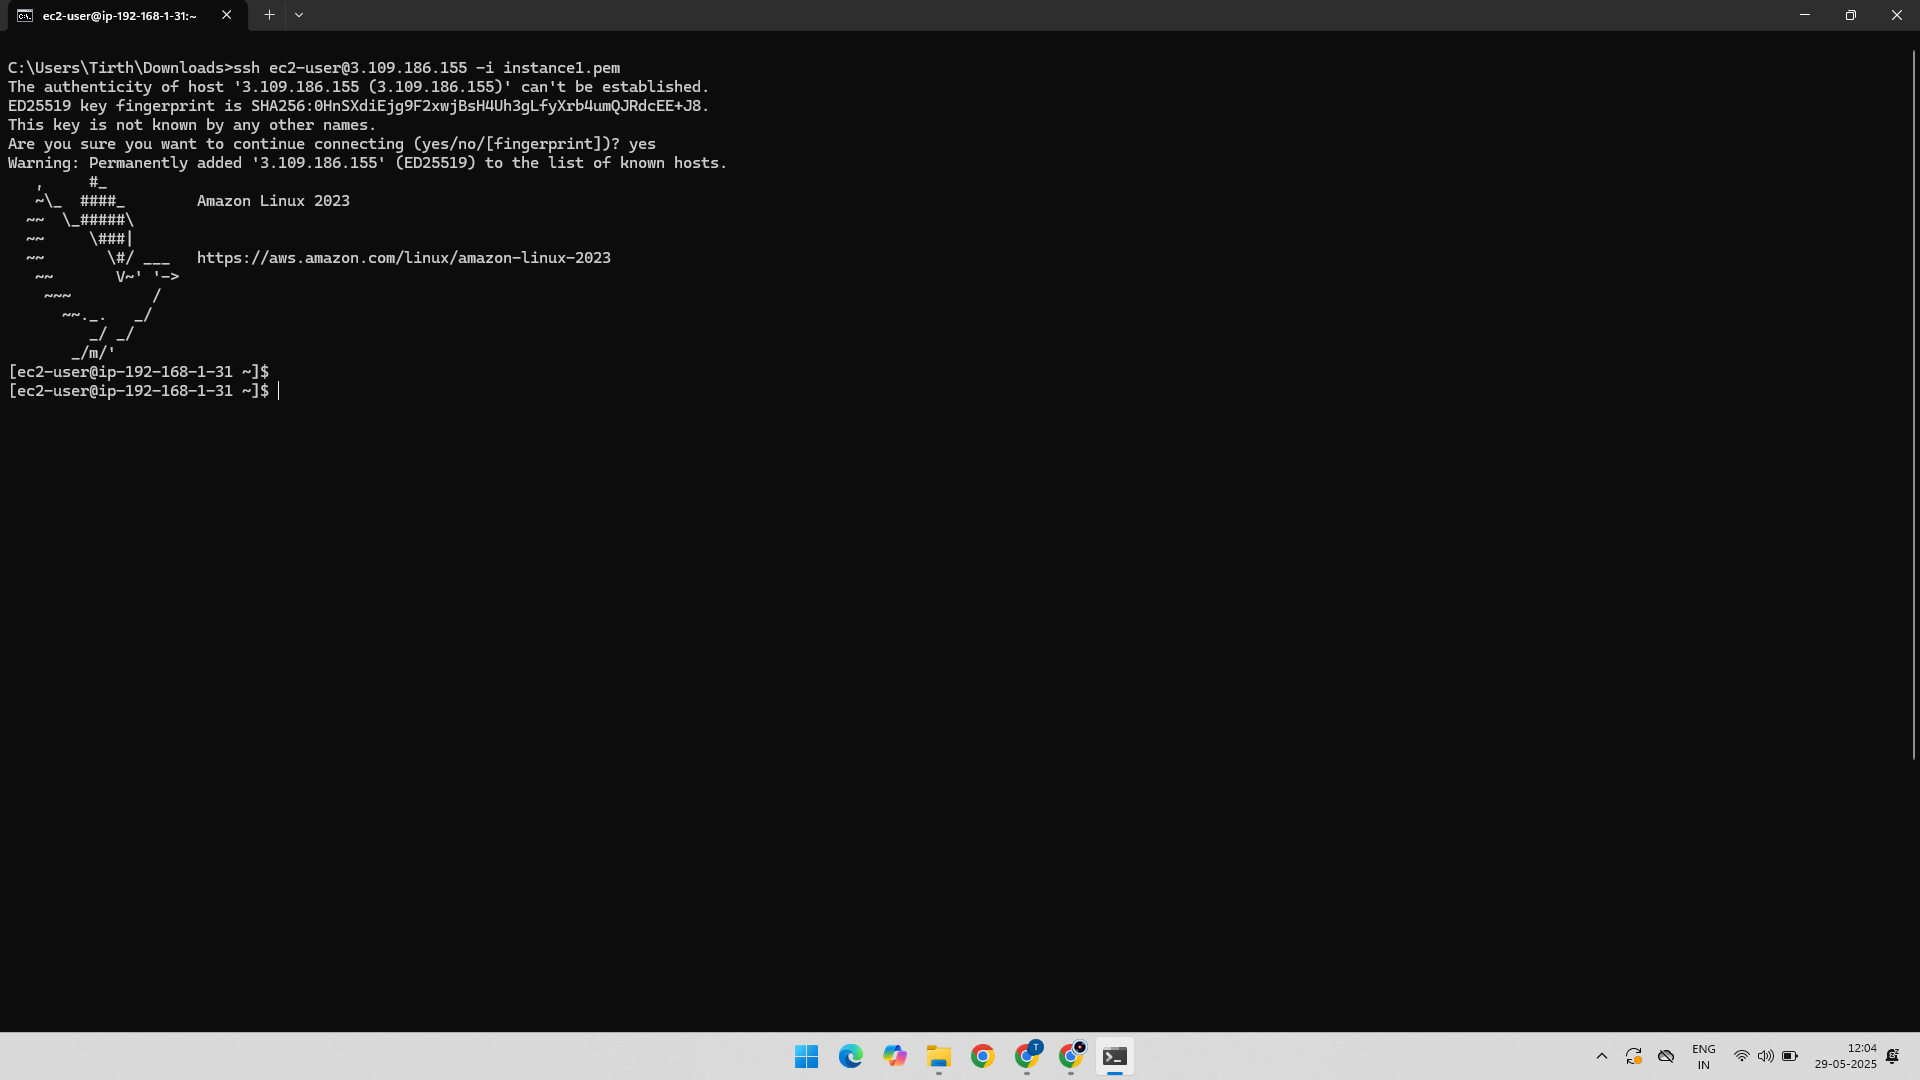 ec2-user@ip-192-168-1-31:~
C:\Users\Tirth\Downloads>ssh ec2-user@3.109.186.155 -i instance1.pem
The authenticity of host '3.109.186.155 (3.109.186.155)' can't be established.
ED25519 key fingerprint is SHA256:0HnSXdiEjg9F2xwjBsH4Uh3gLfyXrb4umQJRdcEE+J8.
This key is not known by any other names.
Are you sure you want to continue connecting (yes/no/[fingerprint])? yes
Warning: Permanently added '3.109.186.155' (ED25519) to the list of known hosts.
   ,     #_
   ~\_  ####_        Amazon Linux 2023
  ~~  \_#####\
  ~~     \###|
  ~~       \#/ ___   https://aws.amazon.com/linux/amazon-linux-2023
   ~~       V~' '->
    ~~~         /
      ~~._.   _/
         _/ _/
       _/m/'
[ec2-user@ip-192-168-1-31 ~]$
[ec2-user@ip-192-168-1-31 ~]$
T
ENG
IN
12:04
29-05-2025